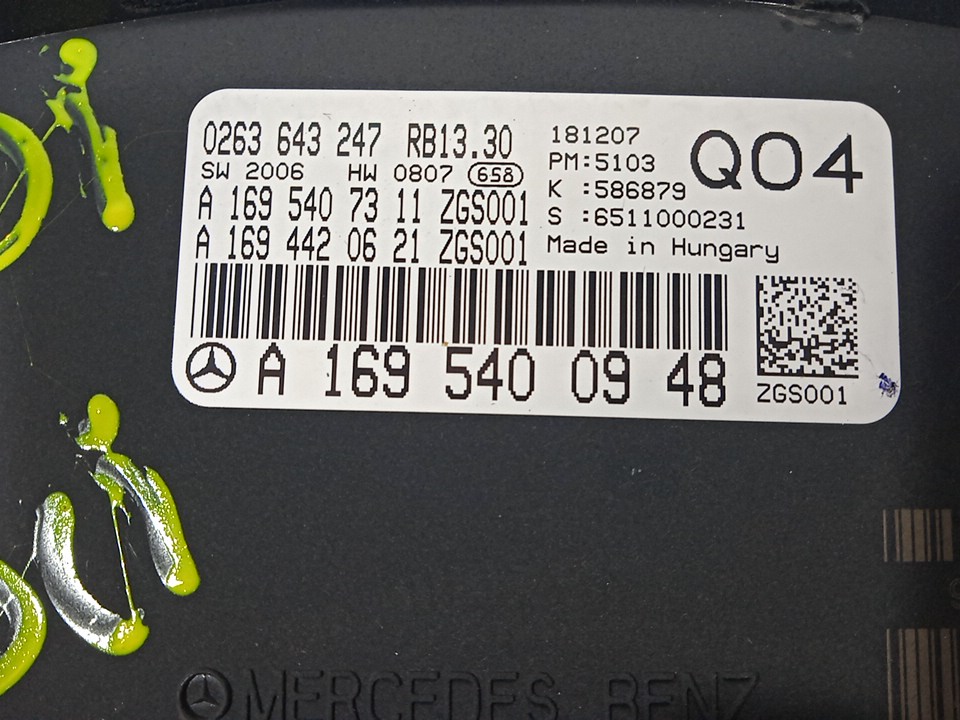 0263 643 247 RB13.30
SW 2006 HW 0807 658
A 169 540 73 11 ZGS001
A 169 442 06 21 ZGS001
181207
PM:5103
K :586879
S :6511000231
Made in Hungary
Q04
A 169 540 09 48
ZGS001
MERCEDES BENZ